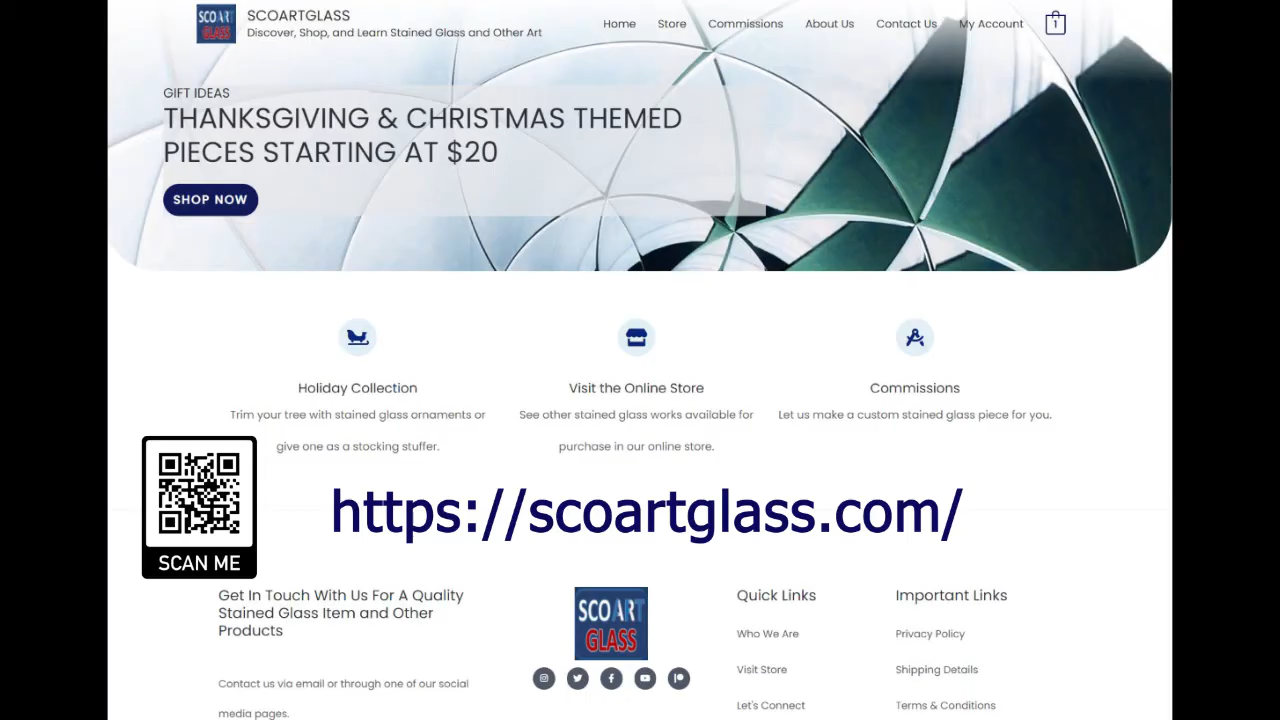 SCOART
GLASS
SCOARTGLASS
Discover, Shop, and Learn Stained Glass and Other Art
Home Store Commissions About Us Contact Us My Account 1
GIFT IDEAS
THANKSGIVING & CHRISTMAS THEMED
PIECES STARTING AT $20
SHOP NOW
Holiday Collection
Trim your tree with stained glass ornaments or
give one as a stocking stuffer.
Visit the Online Store
See other stained glass works available for
purchase in our online store.
Commissions
Let us make a custom stained glass piece for you.
SCAN ME
https://scoartglass.com/
Get In Touch With Us For A Quality
Stained Glass Item and Other
Products
Contact us via email or through one of our social
media pages.
SCOART
GLASS
Quick Links
Who We Are
Visit Store
Let's Connect
Important Links
Privacy Policy
Shipping Details
Terms & Conditions